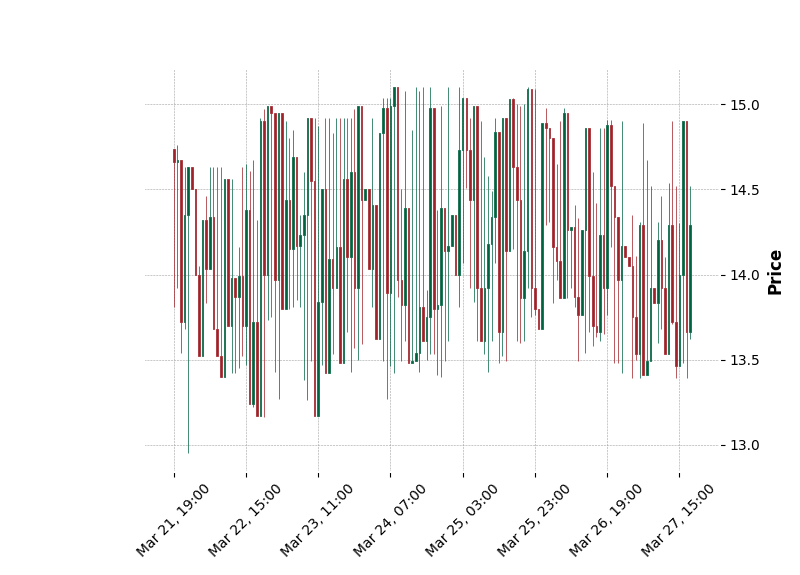 15.0
14.5
14.0
13.5
13.0
Price
Mar 21, 19:00
Mar 22, 15:00
Mar 23, 11:00
Mar 24, 07:00
Mar 25, 03:00
Mar 25, 23:00
Mar 26, 19:00
Mar 27, 15:00